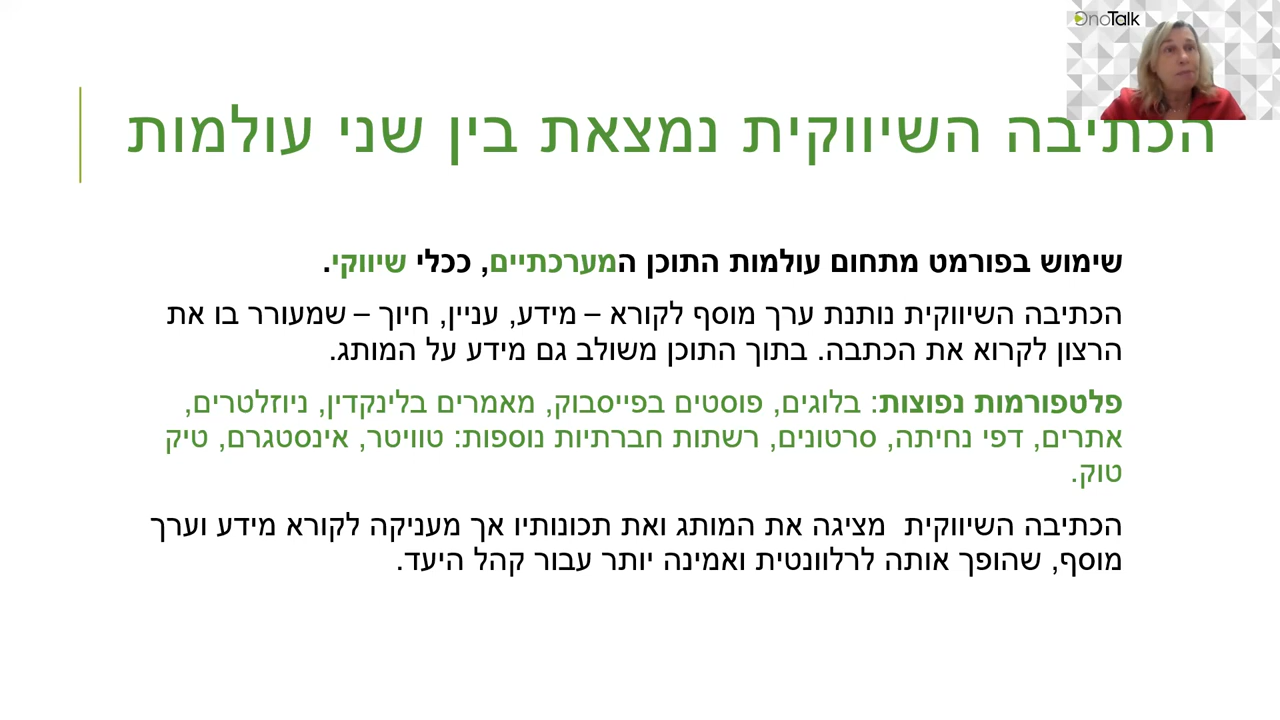 OnoTalk
הכתיבה השיווקית נמצאת בין שני עולמות
שימוש בפורמט מתחום עולמות התוכן המערכתיים, ככלי שיווקי.
הכתיבה השיווקית נותנת ערך מוסף לקורא – מידע, עניין, חיוך – שמעורר בו את
הרצון לקרוא את הכתבה. בתוך התוכן משולב גם מידע על המותג.
פלטפורמות נפוצות: בלוגים, פוסטים בפייסבוק, מאמרים בלינקדין, ניוזלטרים,
אתרים, דפי נחיתה, סרטונים, רשתות חברתיות נוספות: טוויטר, אינסטגרם, טיק
טוק.
הכתיבה השיווקית  מציגה את המותג ואת תכונותיו אך מעניקה לקורא מידע וערך
מוסף, שהופך אותה לרלוונטית ואמינה יותר עבור קהל היעד.